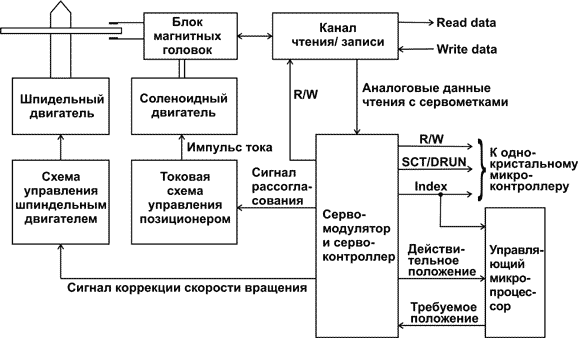 Блок
магнитных
головок
Канал
чтения/ записи
Read data
Write data
R/W
Аналоговые данные
чтения с сервометками
Шпидельный
двигатель
Соленоидный
двигатель
Импульс тока
Схема
управления
шпиндельным
двигателем
Токовая
схема
управления
позиционером
Сигнал
рассогла-
сования
Серво-
модулятор
и серво-
контроллер
R/W
SCT/DRUN
Index
К одно-
кристальному
микро-
контроллеру
Действи-
тельное
положение
Требуемое
положение
Управля-
ющий
микро-
процес-
сор
Сигнал коррекции скорости вращения